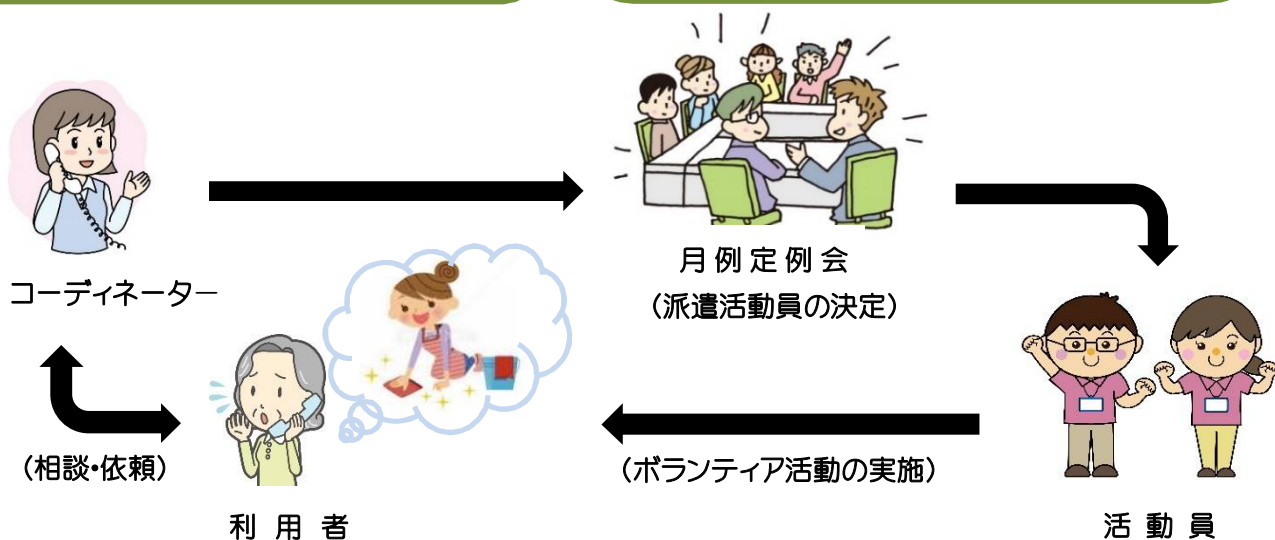 コーディネーター
月例定例会
（派遣活動員の決定）
（相談・依頼）
（ボランティア活動の実施）
利用者
活動員